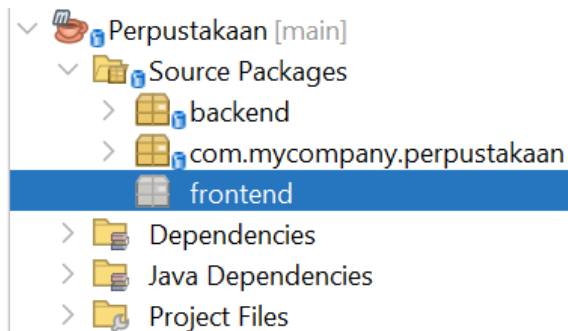 Perpustakaan [main]
Source Packages
backend
com.mycompany.perpustakaan
frontend
Dependencies
Java Dependencies
Project Files